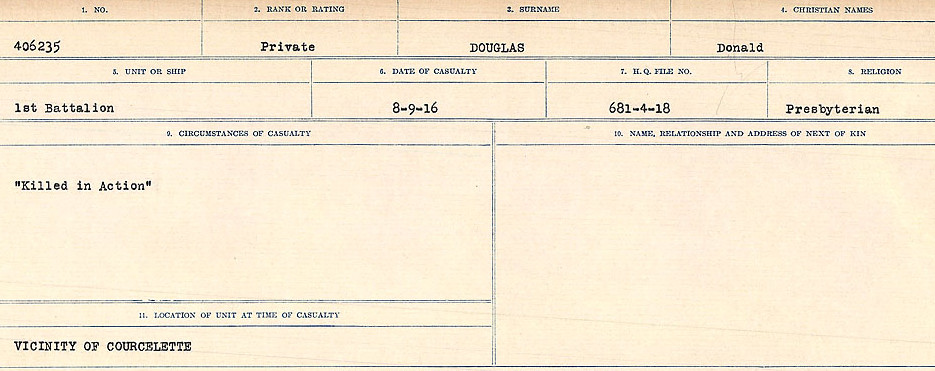 1. NO. 2. RANK OR RATING 3. SURNAME 4. CHRISTIAN NAMES
406235 Private DOUGLAS Donald
5. UNIT OR SHIP 6. DATE OF CASUALTY 7. H.Q. FILE NO. 8. RELIGION
1st Battalion 8-9-16 681-4-18 Presbyterian
9. CIRCUMSTANCES OF CASUALTY 10. NAME, RELATIONSHIP AND ADDRESS OF NEXT OF KIN
"Killed in Action"
11. LOCATION OF UNIT AT TIME OF CASUALTY
VICINITY OF COURCELETTE